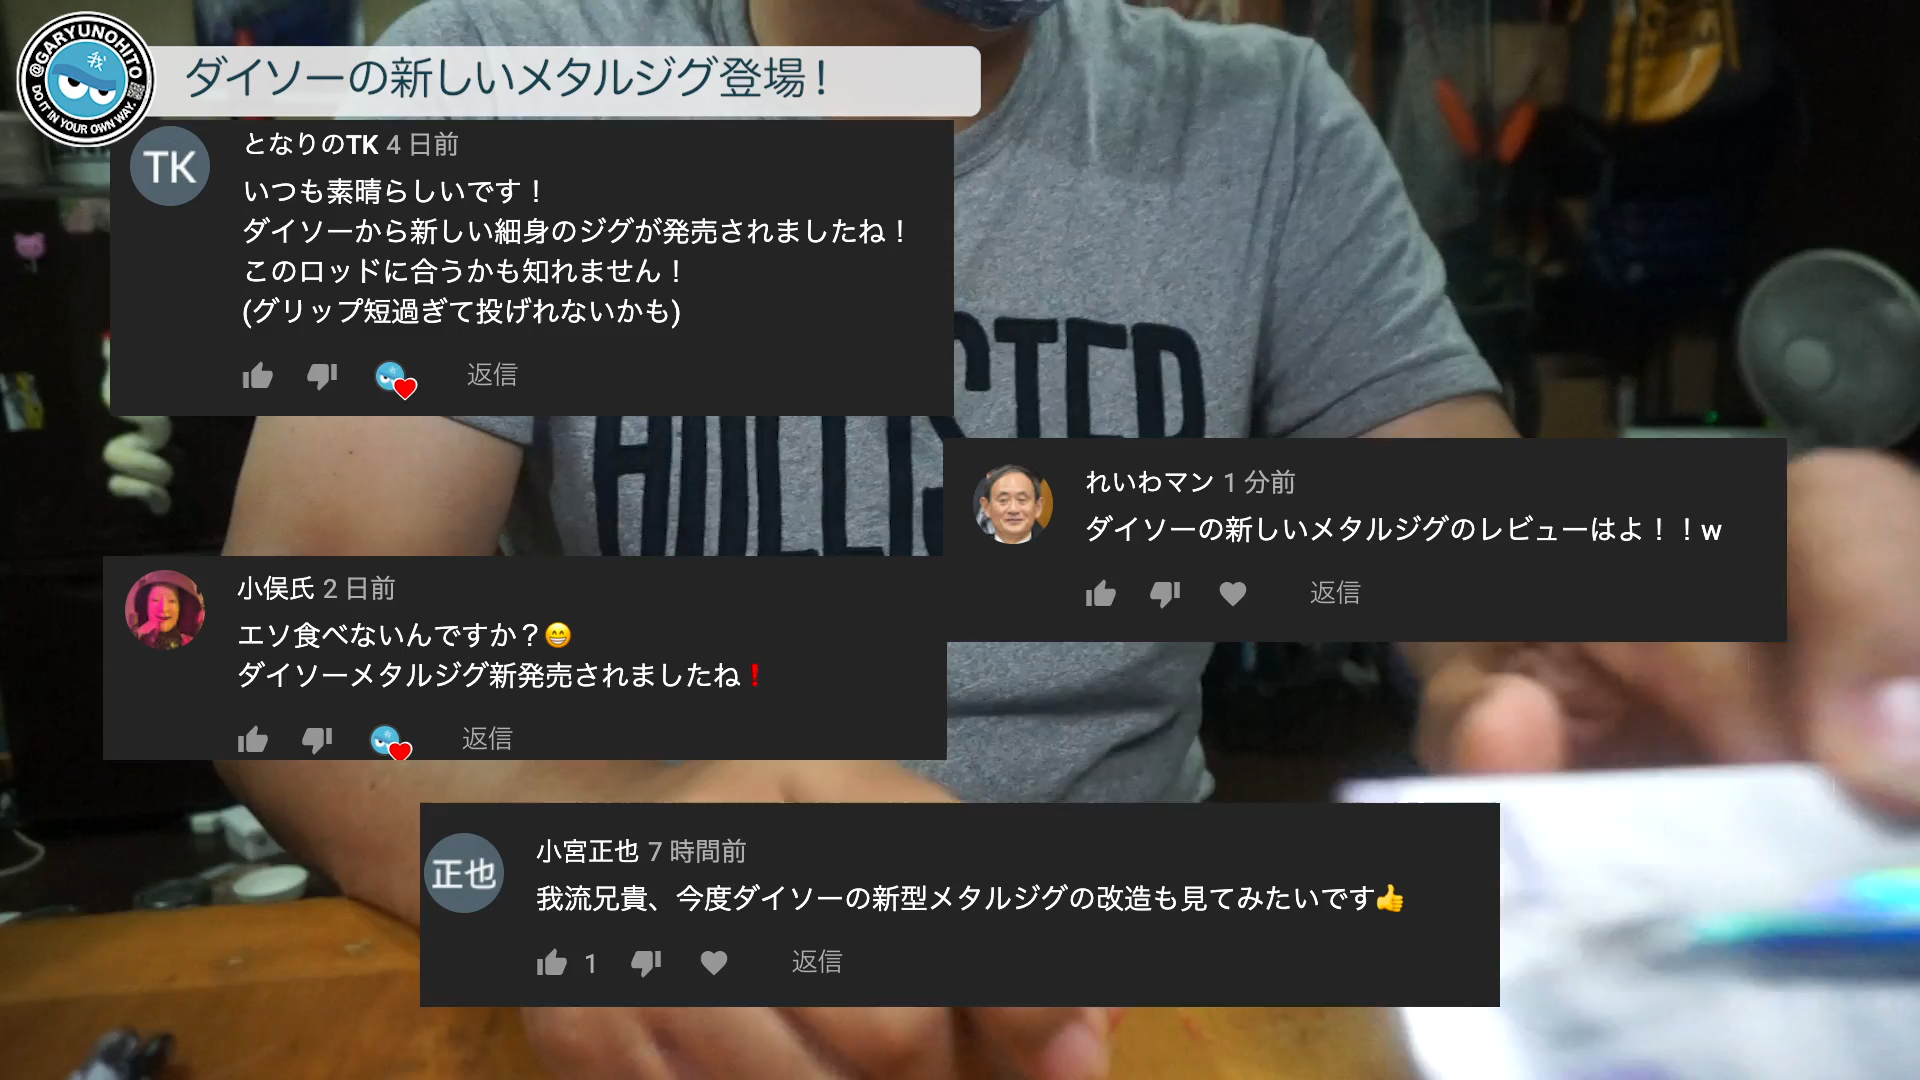 @GARYUNOHITO
我
DO IT IN YOUR OWN WAY.
ダイソーの新しいメタルジグ登場！
TK
となりのTK 4 日前
いつも素晴らしいです！
ダイソーから新しい細身のジグが発売されましたね！
このロッドに合うかも知れません！
(グリップ短過ぎて投げれないかも)
返信
HOLLISTER
れいわマン 1 分前
ダイソーの新しいメタルジグのレビューはよ！！w
返信
小俣氏 2 日前
エソ食べないんですか？😁
ダイソーメタルジグ新発売されましたね❗
返信
正也
小宮正也 7 時間前
我流兄貴、今度ダイソーの新型メタルジグの改造も見てみたいです👍
1
返信